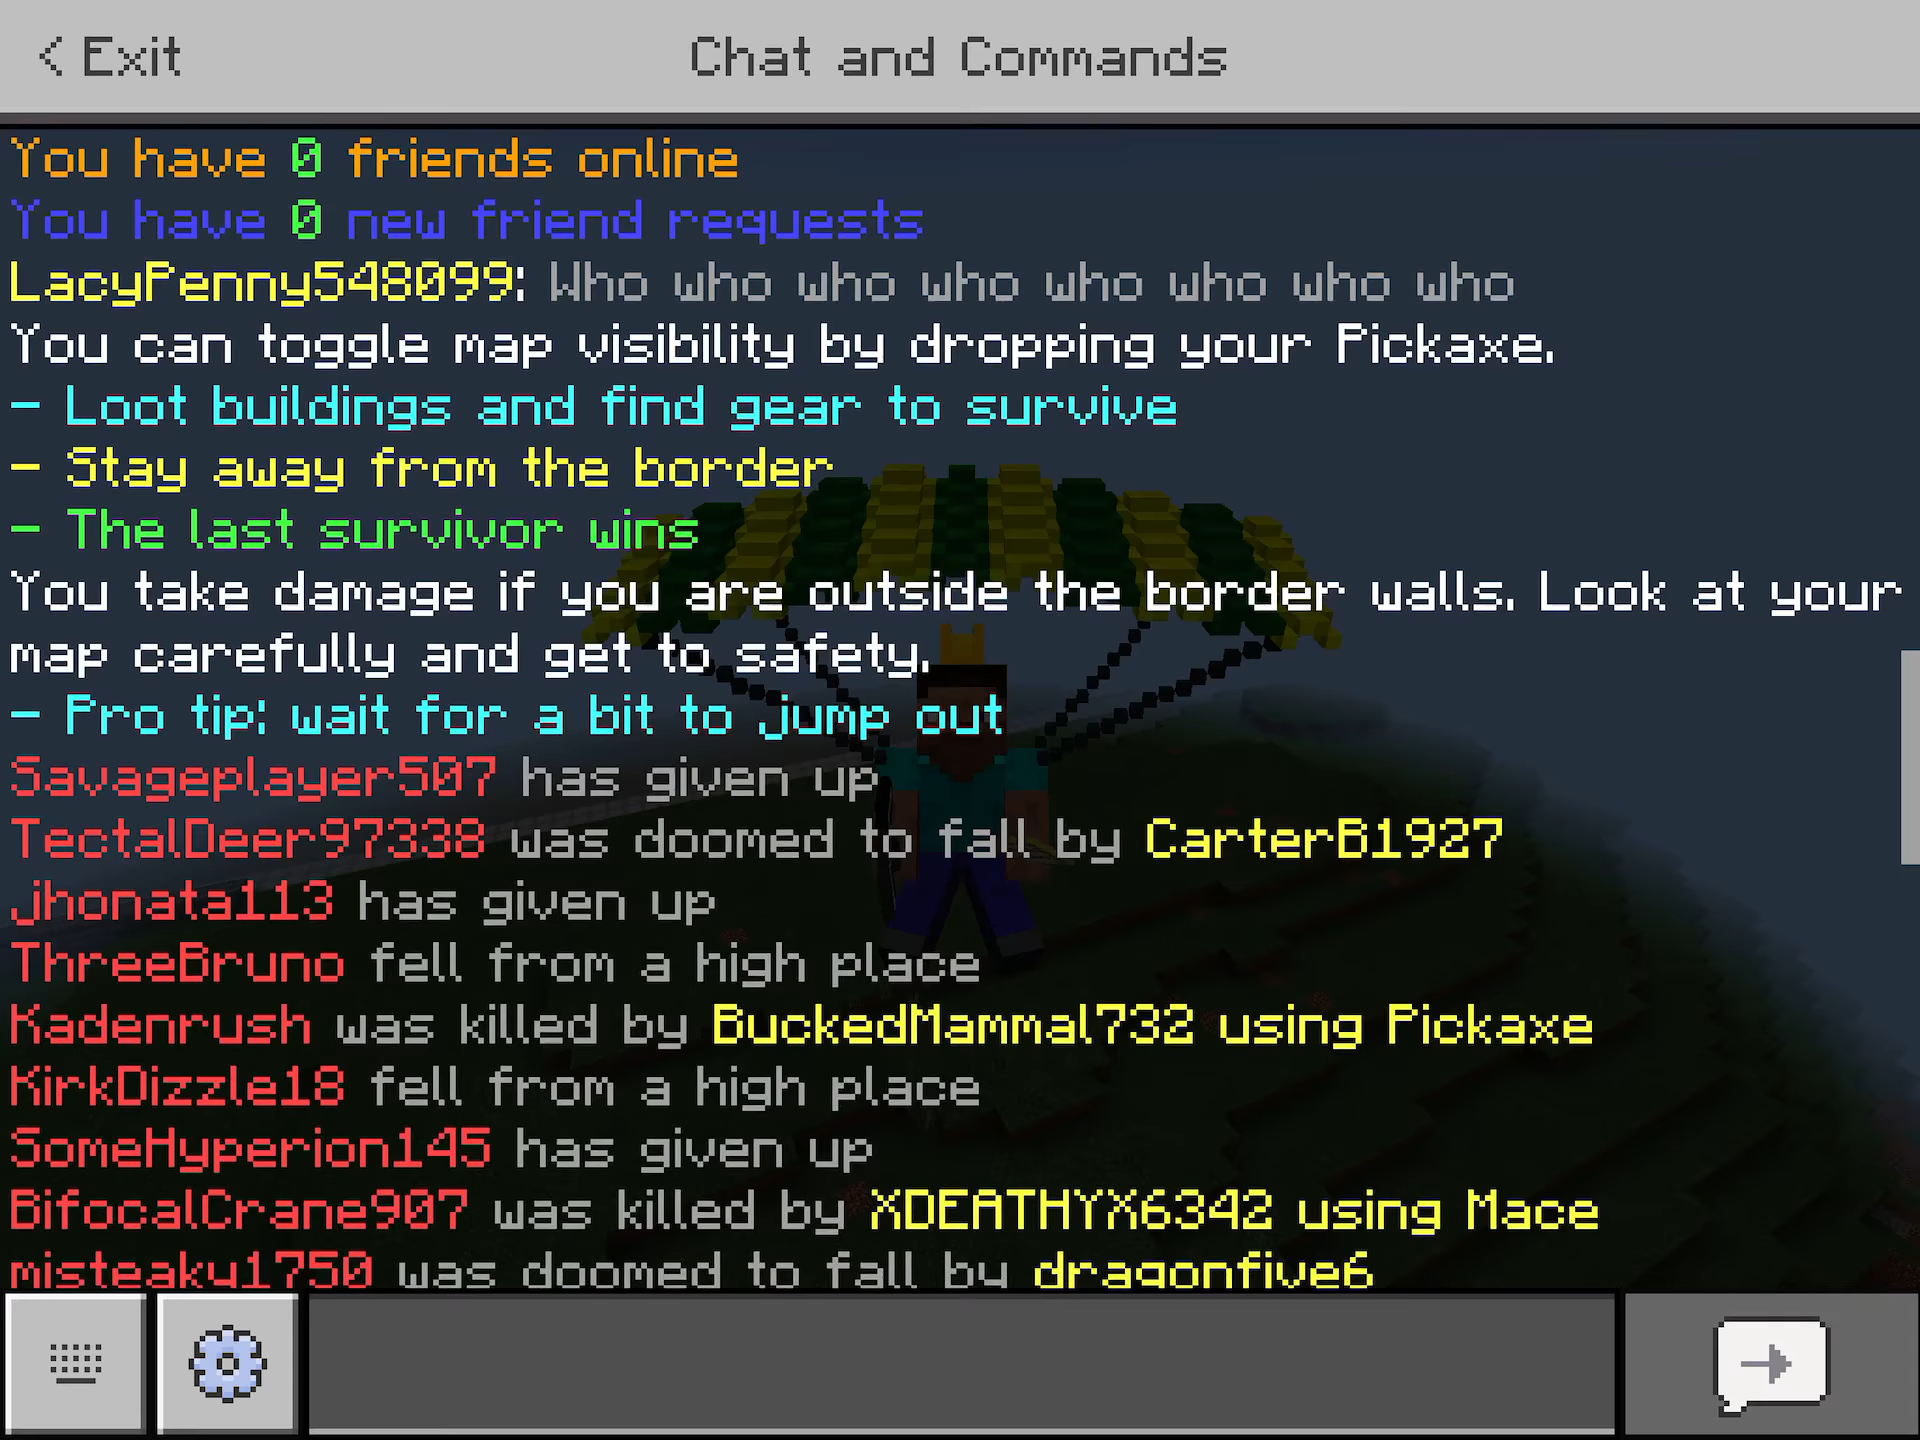 < Exit
Chat and Commands
You have 0 friends online
You have 0 new friend requests
LacyPenny548099: Who who who who who who who who
You can toggle map visibility by dropping your Pickaxe.
- Loot buildings and find gear to survive
- Stay away from the border
- The last survivor wins
You take damage if you are outside the border walls. Look at your
map carefully and get to safety.
- Pro tip: wait for a bit to jump out
Savageplayer507 has given up
TectalDeer97338 was doomed to fall by CarterB1927
jhonata113 has given up
ThreeBruno fell from a high place
Kadenrush was killed by BuckedMammal732 using Pickaxe
KirkDizzle18 fell from a high place
SomeHyperion145 has given up
BifocalCrane907 was killed by XDEATHYX6342 using Mace
misteaky1750 was doomed to fall by dragonfive6